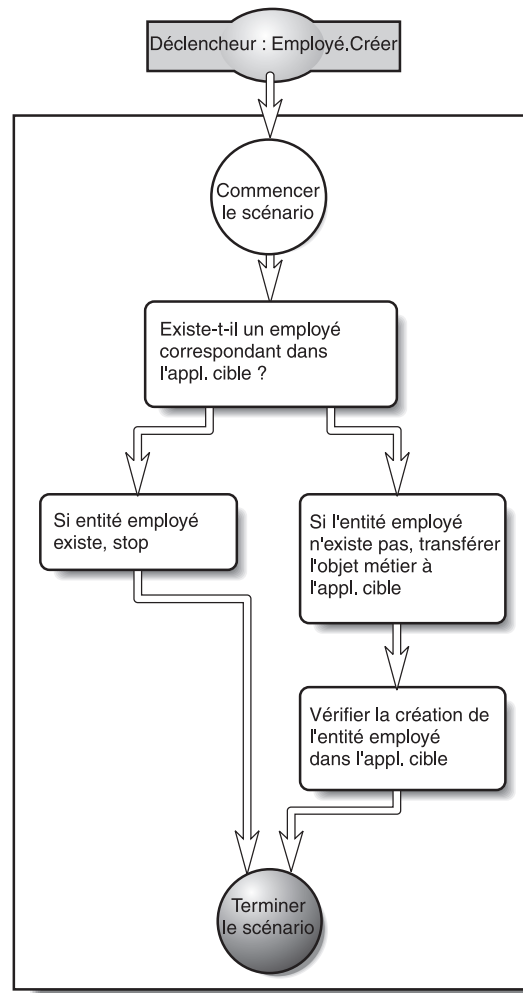 Déclencheur : Employé.Créer
Commencer
le scénario
Existe-t-il un employé
correspondant dans
l'appl. cible ?
Si entité employé
existe, stop
Si l'entité employé
n'existe pas, transférer
l'objet métier à
l'appl. cible
Vérifier la création de
l'entité employé
dans l'appl. cible
Terminer
le scénario